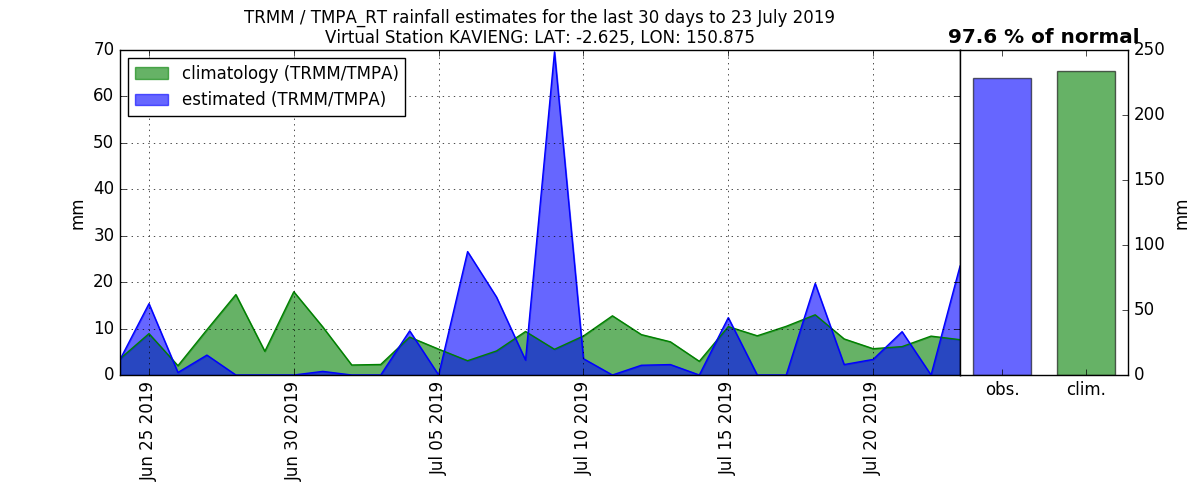 TRMM / TMPA_RT rainfall estimates for the last 30 days to 23 July 2019
Virtual Station KAVIENG: LAT: -2.625, LON: 150.875
97.6 % of normal
climatology (TRMM/TMPA)
estimated (TRMM/TMPA)
70
60
50
40
30
20
10
0
mm
Jun 25 2019
Jun 30 2019
Jul 05 2019
Jul 10 2019
Jul 15 2019
Jul 20 2019
250
200
150
100
50
0
mm
obs.
clim.